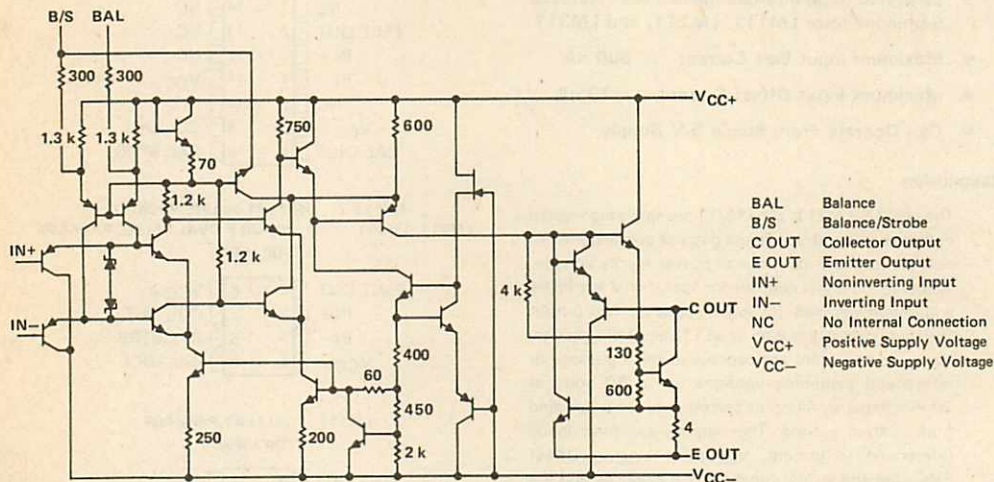 B/S BAL
300 300
1.3 k 1.3 k
70
750
600
1.2 k
1.2 k
IN+
IN−
250
200
60
400
450
2 k
4 k
130
600
4
VCC+
C OUT
E OUT
VCC−
BAL Balance
B/S Balance/Strobe
C OUT Collector Output
E OUT Emitter Output
IN+ Noninverting Input
IN− Inverting Input
NC No Internal Connection
VCC+ Positive Supply Voltage
VCC− Negative Supply Voltage